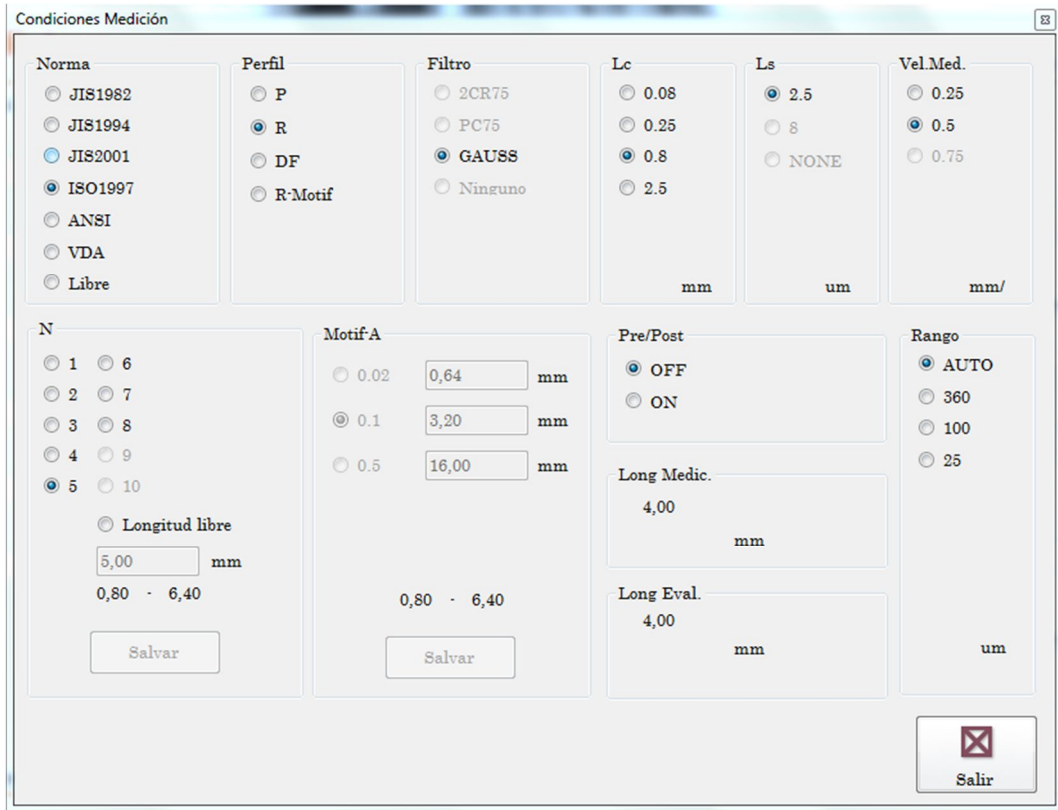 Condiciones Medición
Norma
JIS1982
JIS1994
JIS2001
ISO1997
ANSI
VDA
Libre
Perfil
P
R
DF
R-Motif
Filtro
2CR75
PC75
GAUSS
Ninguno
Lc
0.08
0.25
0.8
2.5
mm
Ls
2.5
8
NONE
um
Vel.Med.
0.25
0.5
0.75
mm/
N
1 6
2 7
3 8
4 9
5 10
Longitud libre
5,00 mm
0,80 - 6,40
Salvar
Motif-A
0.02 0,64 mm
0.1 3,20 mm
0.5 16,00 mm
0,80 - 6,40
Salvar
Pre/Post
OFF
ON
Long Medic.
4,00
mm
Long Eval.
4,00
mm
Rango
AUTO
360
100
25
um
Salir